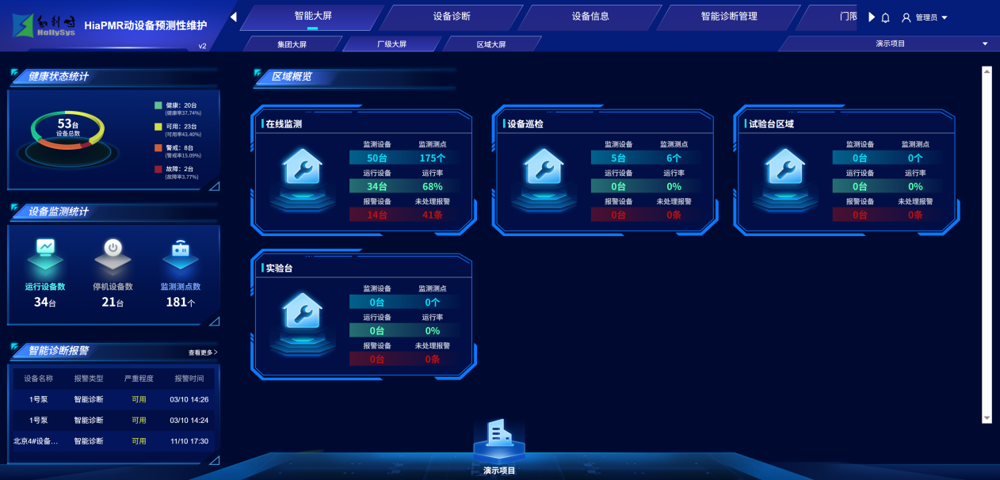 和利时
HollySys
HiaPMR动设备预测性维护
v2
智能大屏
设备诊断
设备信息
智能诊断管理
门限
管理员
集团大屏
厂级大屏
区域大屏
演示项目
健康状态统计
53台
设备总数
健康: 20台
(健康率37.74%)
可用: 23台
(可用率43.40%)
警戒: 8台
(警戒率15.09%)
故障: 2台
(故障率3.77%)
设备监测统计
运行设备数 停机设备数 监测测点数
34台 21台 181个
智能诊断报警
查看更多>
设备名称 报警类型 严重程度 报警时间
1号泵 智能诊断 可用 03/10 14:26
1号泵 智能诊断 可用 03/10 14:24
北京4#设备... 智能诊断 可用 11/10 17:30
区域概览
在线监测
监测设备 监测测点
50台 175个
运行设备 运行率
34台 68%
报警设备 未处理报警
14台 41条
设备巡检
监测设备 监测测点
5台 6个
运行设备 运行率
0台 0%
报警设备 未处理报警
0台 0条
试验台区域
监测设备 监测测点
0台 0个
运行设备 运行率
0台 0%
报警设备 未处理报警
0台 0条
实验台
监测设备 监测测点
0台 0个
运行设备 运行率
0台 0%
报警设备 未处理报警
0台 0条
演示项目